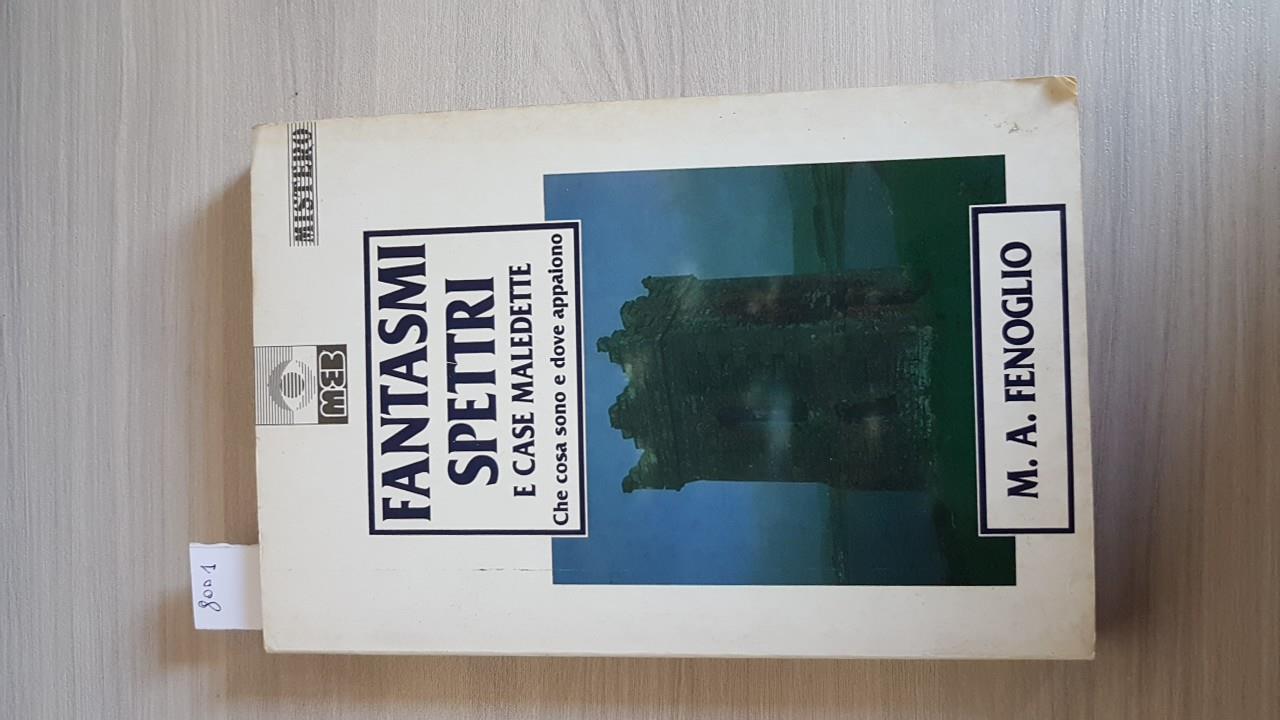 8001
MISTERO
MEB
FANTASMI
SPETTRI
E CASE MALEDETTE
Che cosa sono e dove appaiono
M. A. FENOGLIO